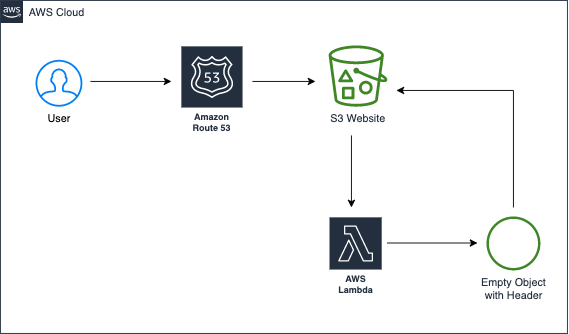 aws
AWS Cloud
53
User
Amazon
Route 53
S3 Website
AWS
Lambda
Empty Object
with Header